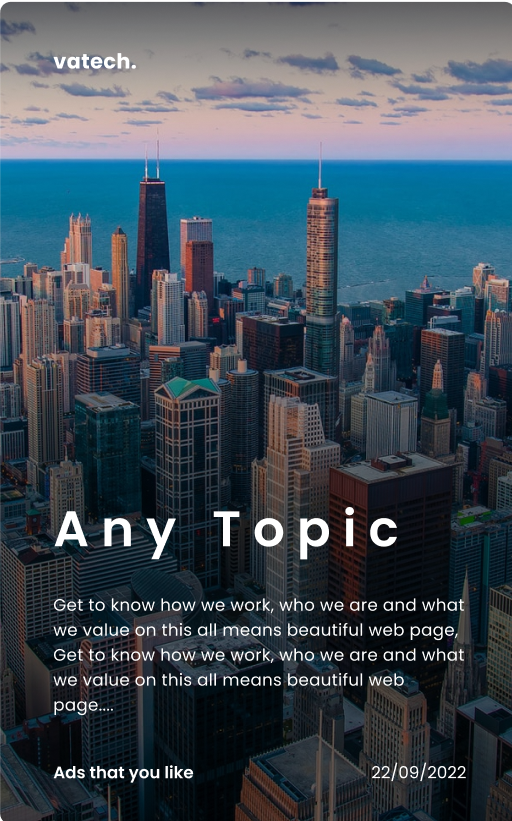 vatech.
Any Topic
Get to know how we work, who we are and what
we value on this all means beautiful web page,
Get to know how we work, who we are and what
we value on this all means beautiful web
page....
Ads that you like
22/09/2022